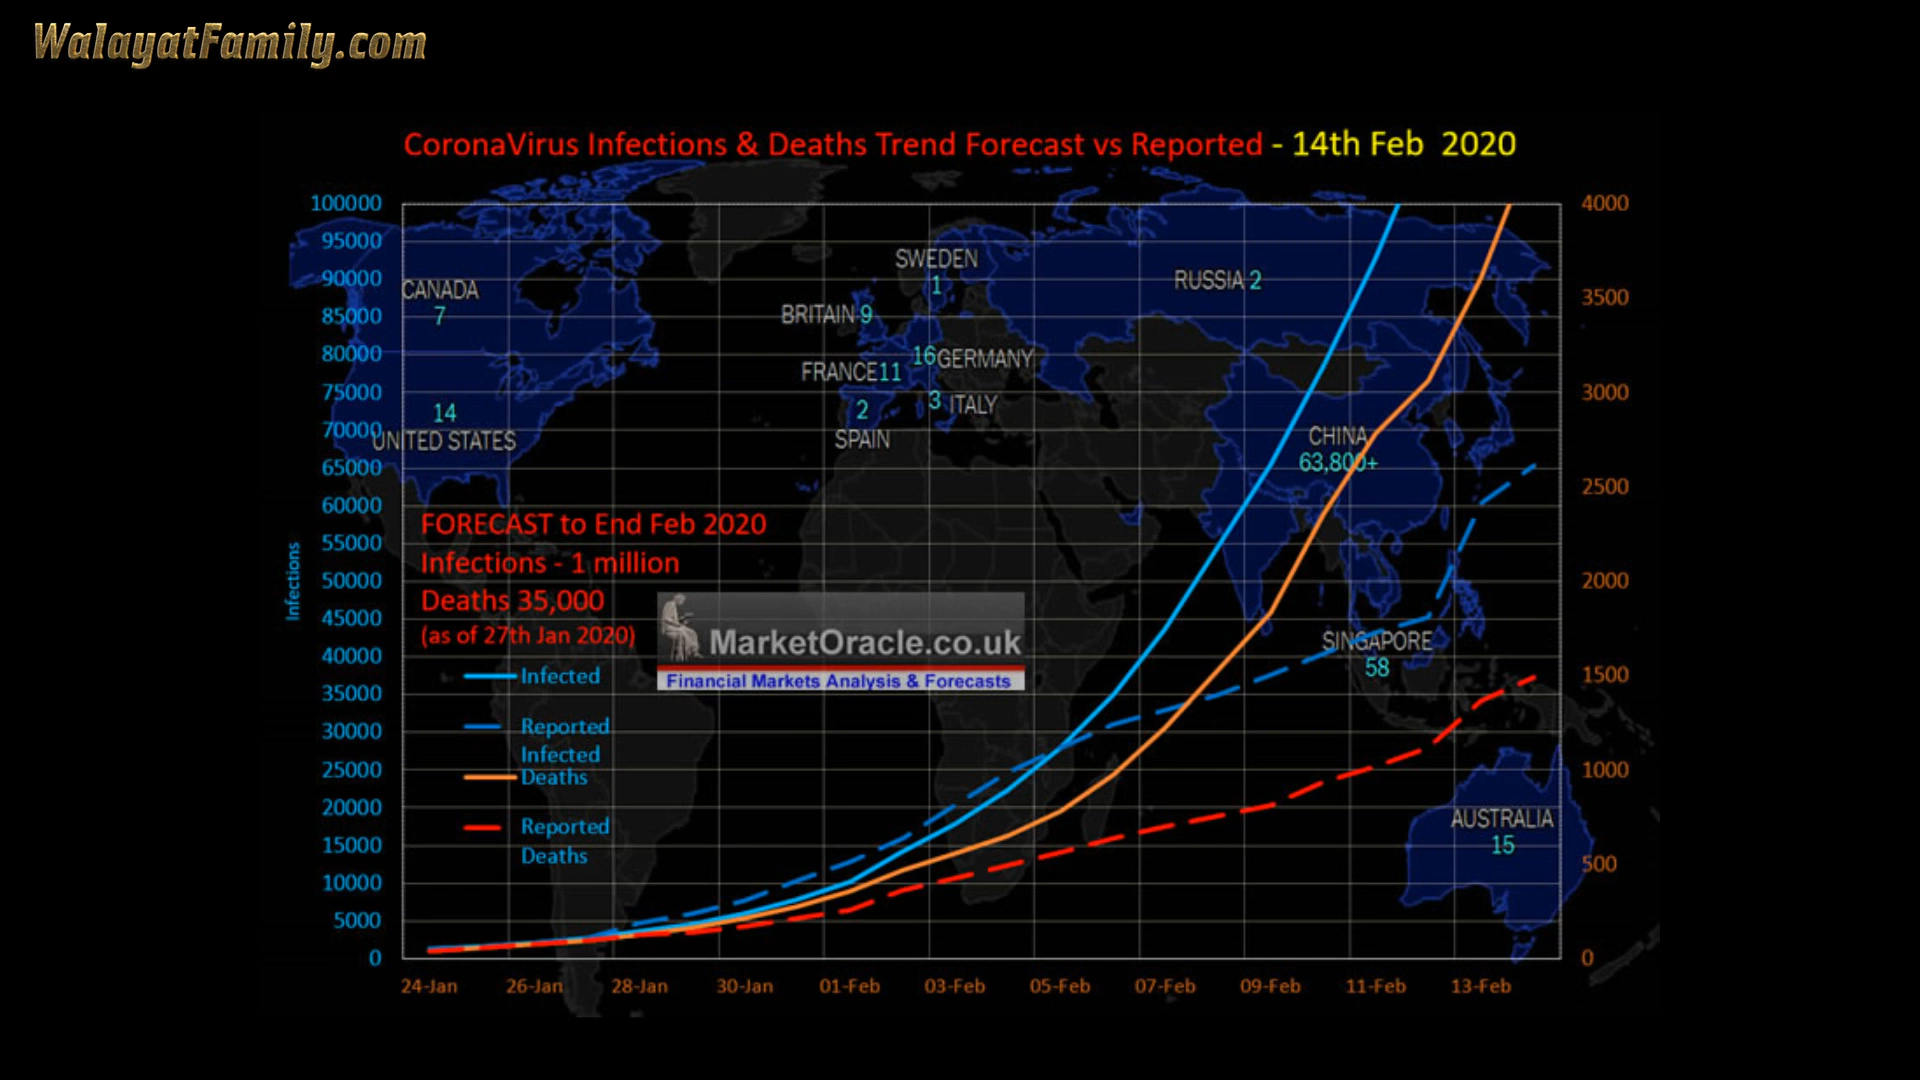 WalayatFamily.com
CoronaVirus Infections & Deaths Trend Forecast vs Reported - 14th Feb 2020
100000
95000
90000
85000
80000
75000
70000
65000
60000
55000
50000
45000
40000
35000
30000
25000
20000
15000
10000
5000
0
Infections
4000
3500
3000
2500
2000
1500
1000
500
0
CANADA
7
14
UNITED STATES
SWEDEN
1
BRITAIN 9
16 GERMANY
FRANCE 11
3 ITALY
2
SPAIN
RUSSIA 2
CHINA
63,800+
SINGAPORE
58
AUSTRALIA
15
FORECAST to End Feb 2020
Infections - 1 million
Deaths 35,000
(as of 27th Jan 2020)
MarketOracle.co.uk
Financial Markets Analysis & Forecasts
Infected
Reported
Infected
Deaths
Reported
Deaths
24-Jan 26-Jan 28-Jan 30-Jan 01-Feb 03-Feb 05-Feb 07-Feb 09-Feb 11-Feb 13-Feb